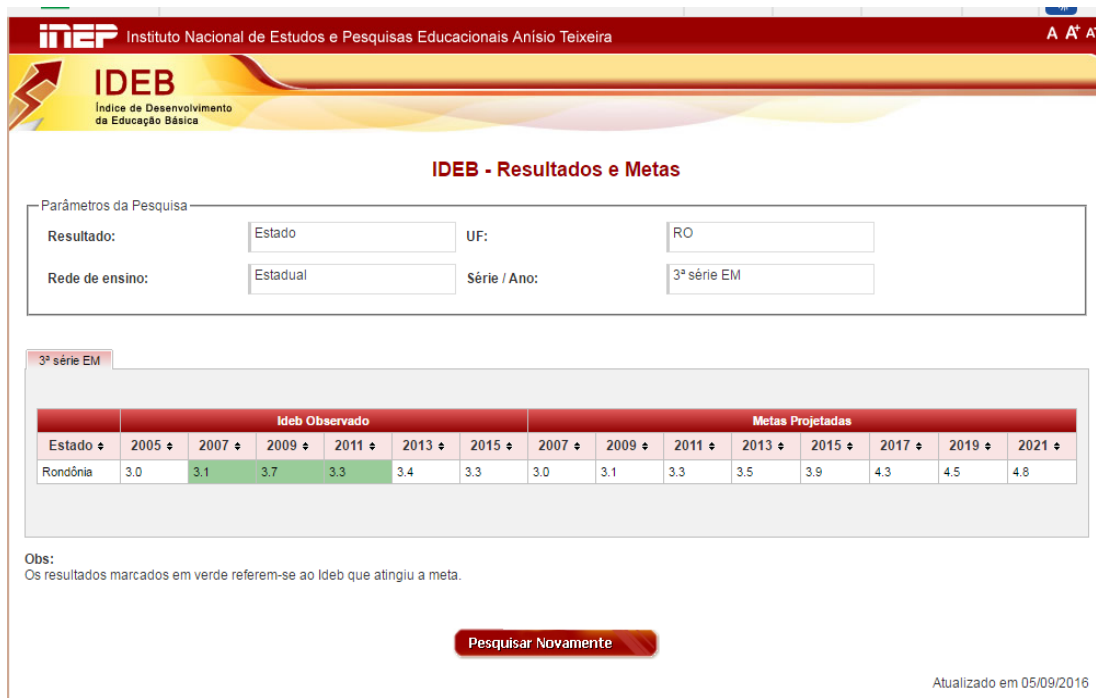 inep Instituto Nacional de Estudos e Pesquisas Educacionais Anísio Teixeira A A+ A
IDEB
Índice de Desenvolvimento
da Educação Básica
IDEB - Resultados e Metas
Parâmetros da Pesquisa
Resultado: Estado UF: RO
Rede de ensino: Estadual Série / Ano: 3ª série EM
3ª série EM
Ideb Observado Metas Projetadas
Estado 2005 2007 2009 2011 2013 2015 2007 2009 2011 2013 2015 2017 2019 2021
Rondônia 3.0 3.1 3.7 3.3 3.4 3.3 3.0 3.1 3.3 3.5 3.9 4.3 4.5 4.8
Obs:
Os resultados marcados em verde referem-se ao Ideb que atingiu a meta.
Pesquisar Novamente
Atualizado em 05/09/2016